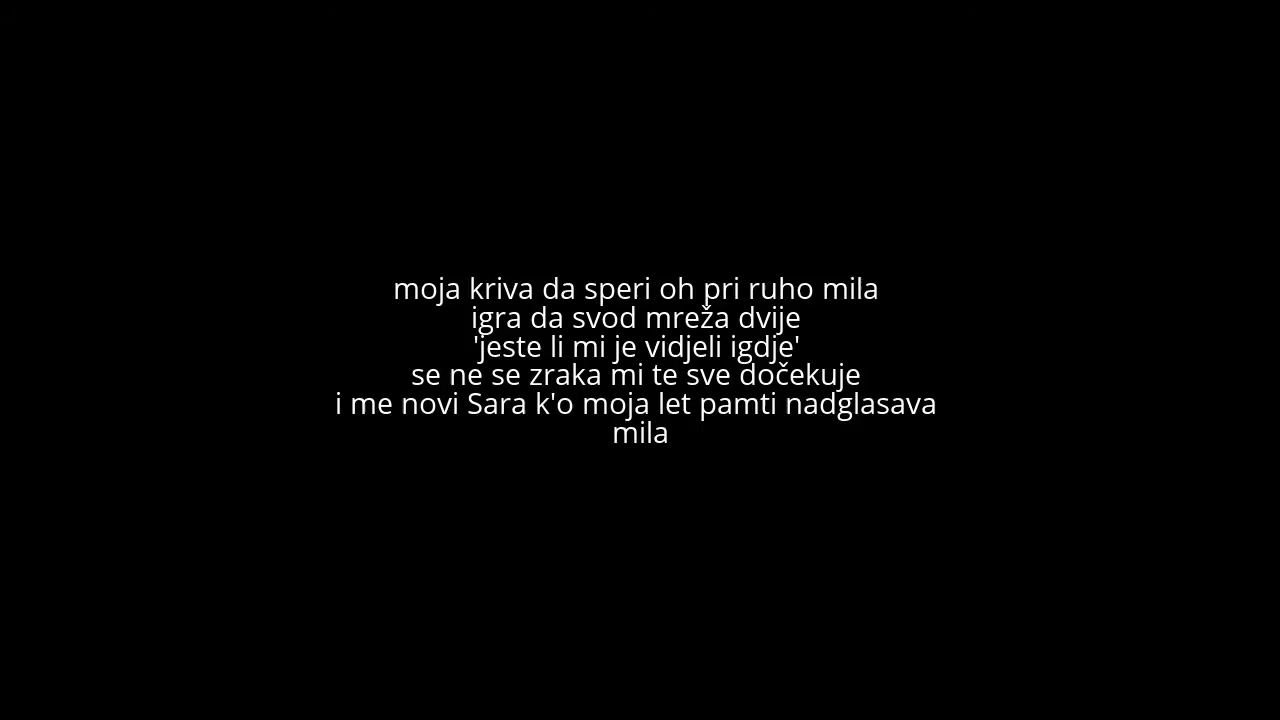 moja kriva da speri oh pri ruho mila
igra da svod mreža dvije
'jeste li mi je vidjeli igdje'
se ne se zraka mi te sve dočekuje
i me novi Sara k'o moja let pamti nadglasava
mila